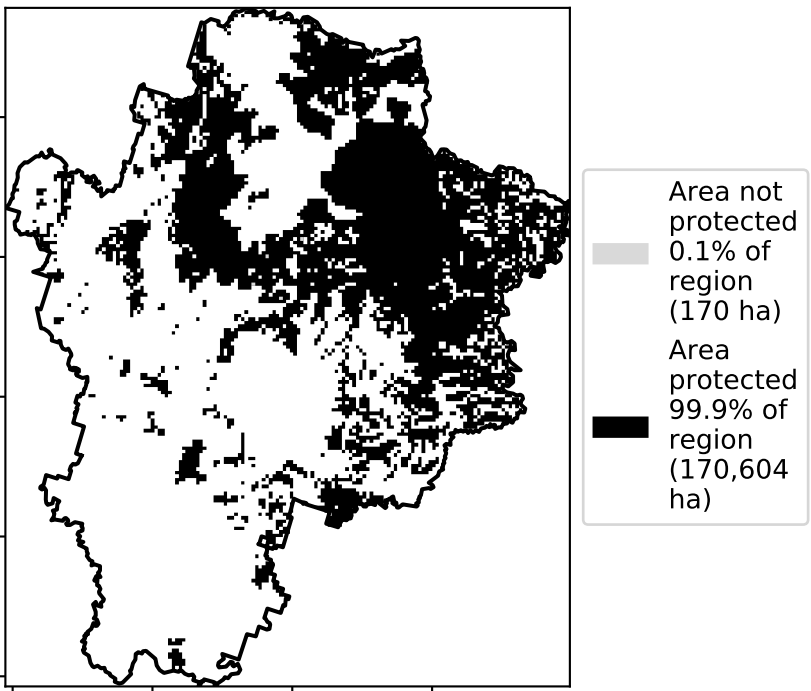 Area not
protected
0.1% of
region
(170 ha)
Area
protected
99.9% of
region
(170,604
ha)